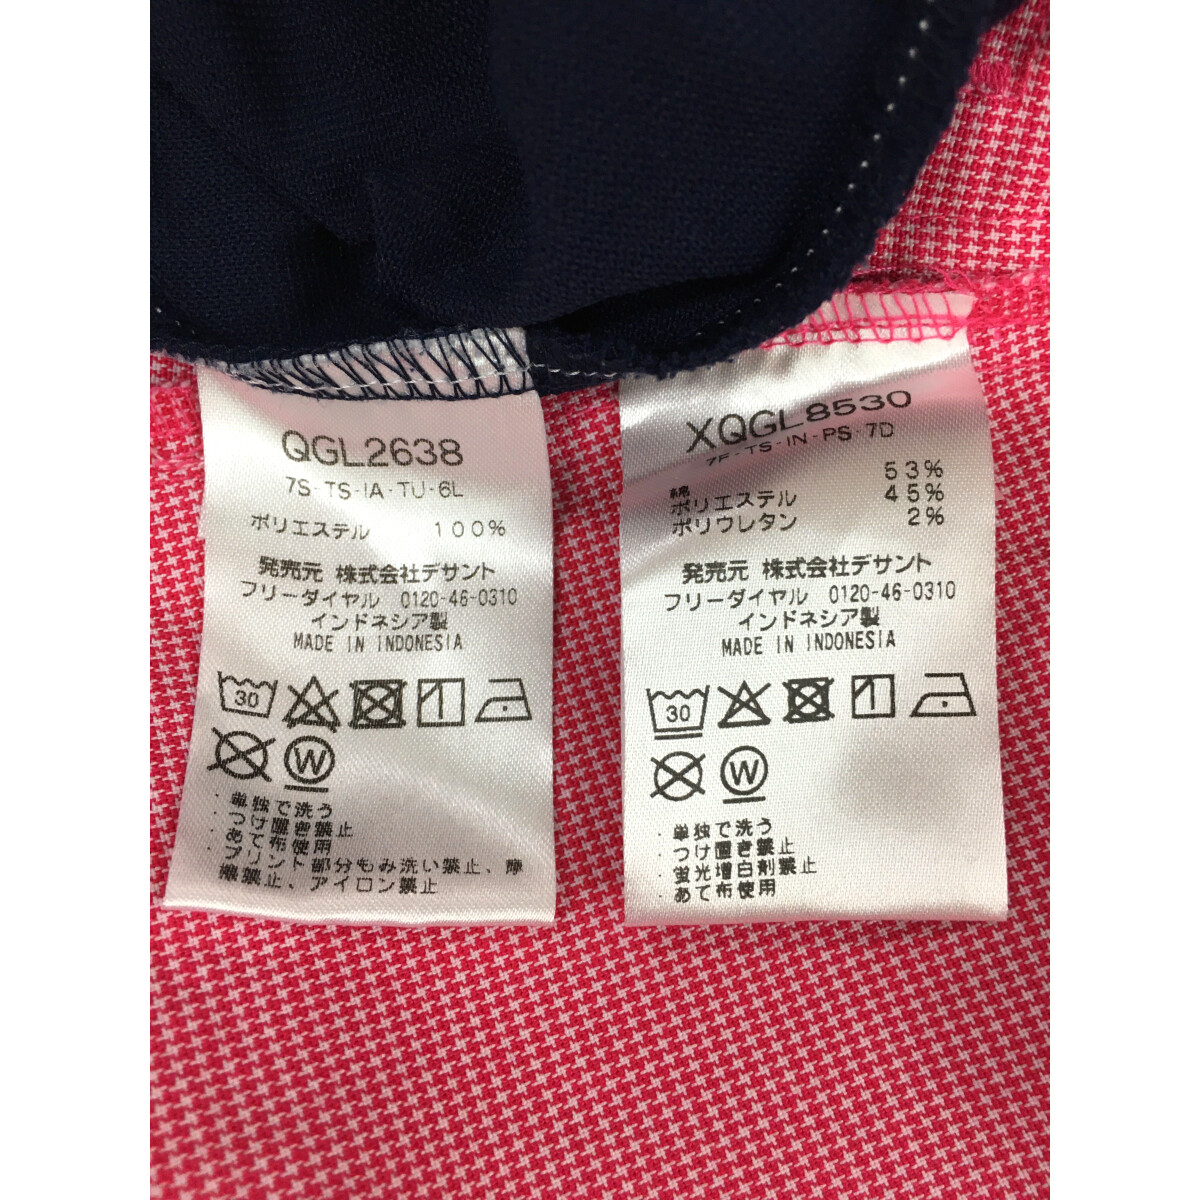 QGL2638
7S-TS-IA-TU-6L
ポリエステル 100%
発売元 株式会社デサント
フリーダイヤル 0120-46-0310
インドネシア製
MADE IN INDONESIA
30
W
・単独で洗う
・つけ置き禁止
・あて布使用
・プリント部分もみ洗い禁止、摩
擦禁止、アイロン禁止
XQGL8530
7F-TS-IN-PS-7D
綿 53%
ポリエステル 45%
ポリウレタン 2%
発売元 株式会社デサント
フリーダイヤル 0120-46-0310
インドネシア製
MADE IN INDONESIA
30
W
・単独で洗う
・つけ置き禁止
・蛍光増白剤禁止
・あて布使用